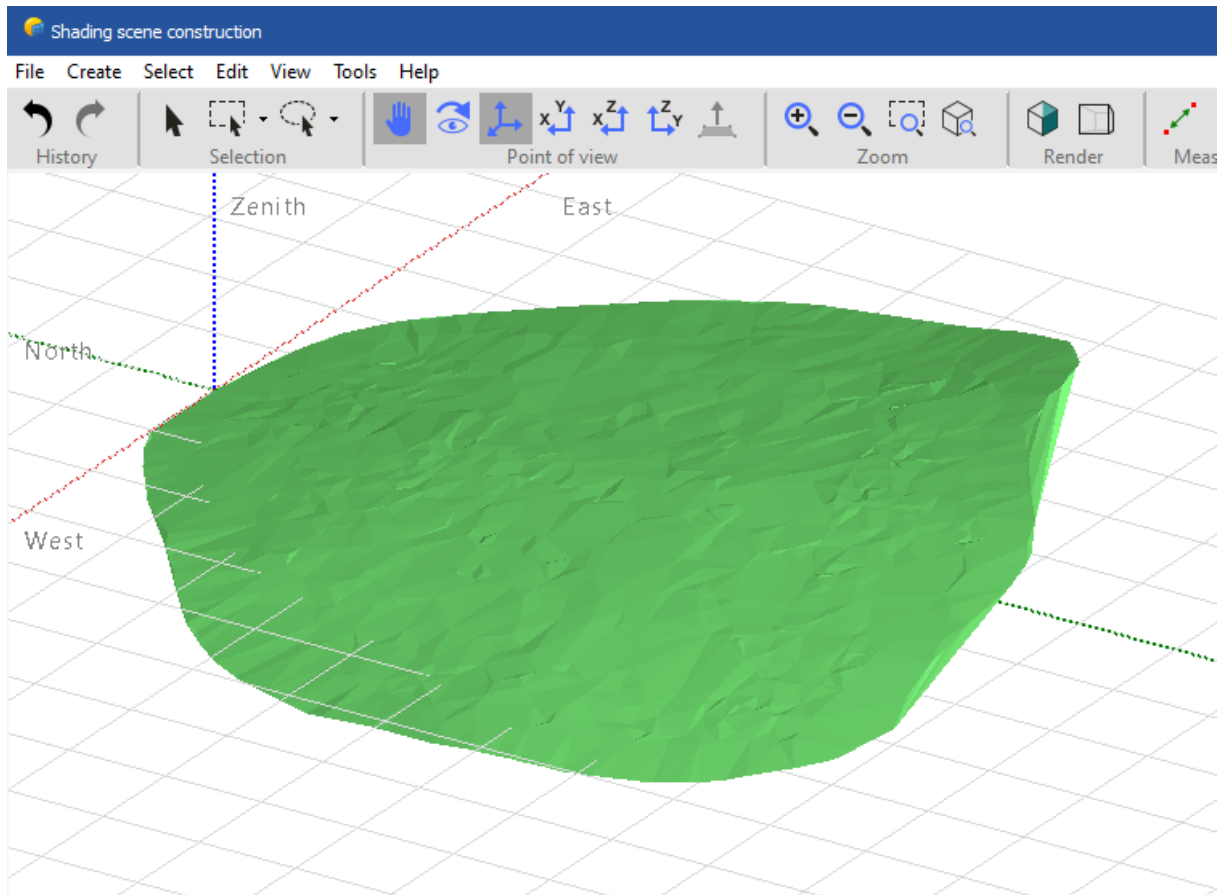 Shading scene construction
File Create Select Edit View Tools Help
X Y X Z Z Y
History Selection Point of view Zoom Render Meas
Zenith East
North
West